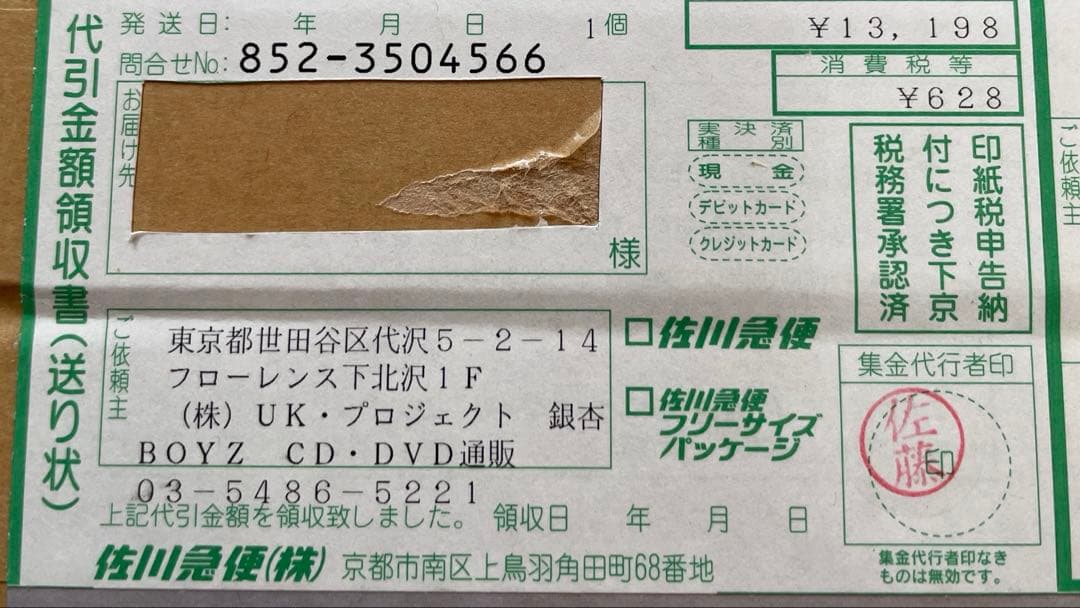 代引金額領収書(送り状)
発送日: 年 月 日 1個
問合せNo: 852-3504566
お届け先
様
ご依頼主
東京都世田谷区代沢5-2-14
フローレンス下北沢1F
(株)UK・プロジェクト 銀杏
BOYZ CD・DVD通販
03-5486-5221
上記代引金額を領収致しました。 領収日 年 月 日
佐川急便(株) 京都市南区上鳥羽角田町68番地
¥13,198
消費税等
¥628
実決済
種別
現金
デビットカード
クレジットカード
印紙税申告納
付につき下京
税務署承認済
□佐川急便
□佐川急便
フリーサイズ
パッケージ
集金代行者印
佐藤
印
集金代行者印なき
ものは無効です。
ご依頼主